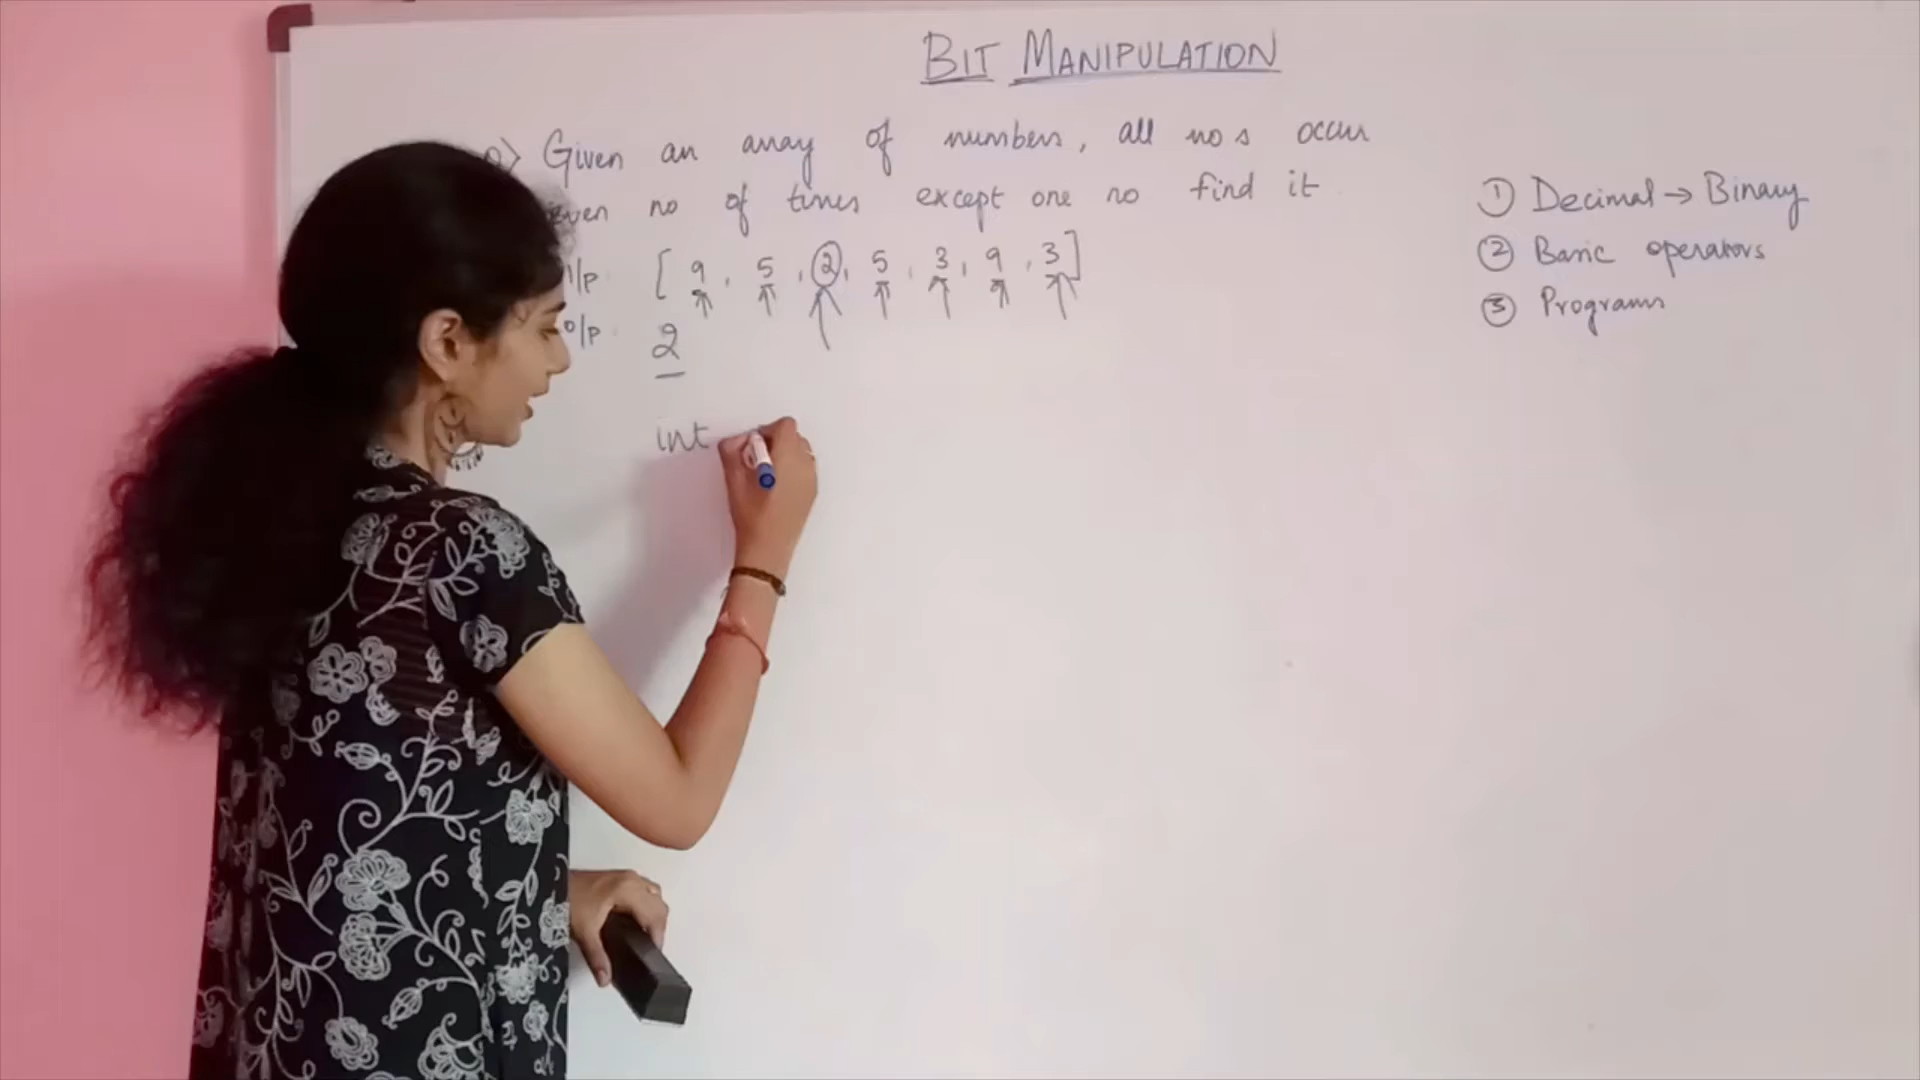 BIT MANIPULATION
Given an array of numbers, all no s occur
even no of times except one no find it
i/p [ 9, 5, 2, 5, 3, 9, 3 ]
o/p. 2
int
① Decimal → Binary
② Basic operators
③ Programs